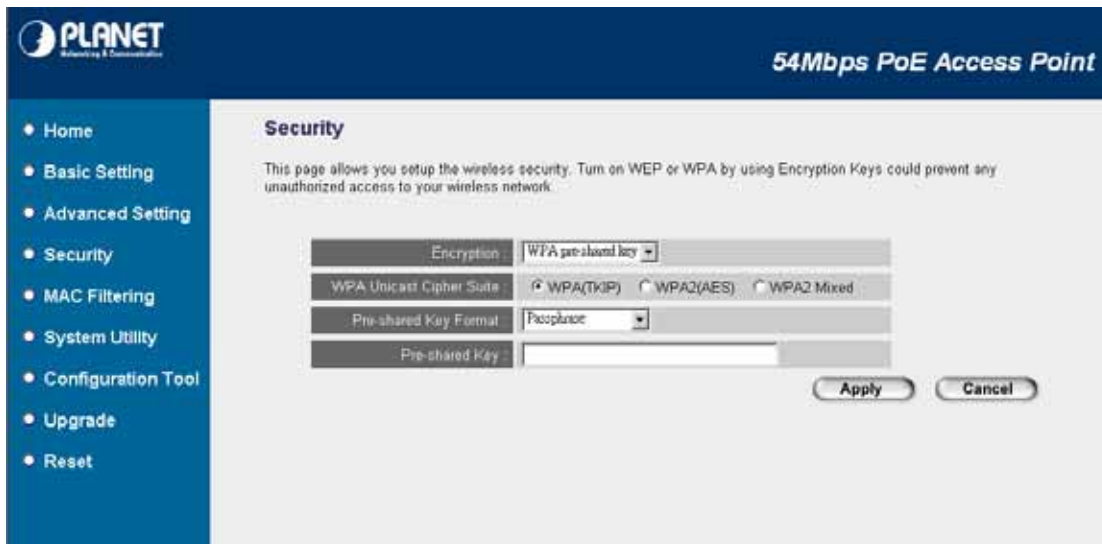 PLANET
Networking & Communication
54Mbps PoE Access Point
Home
Basic Setting
Advanced Setting
Security
MAC Filtering
System Utility
Configuration Tool
Upgrade
Reset
Security
This page allows you setup the wireless security. Turn on WEP or WPA by using Encryption Keys could prevent any
unauthorized access to your wireless network.
Encryption : WPA pre-shared key
WPA Unicast Cipher Suite : WPA(TKIP) WPA2(AES) WPA2 Mixed
Pre-shared Key Format : Passphrase
Pre-shared Key :
Apply Cancel